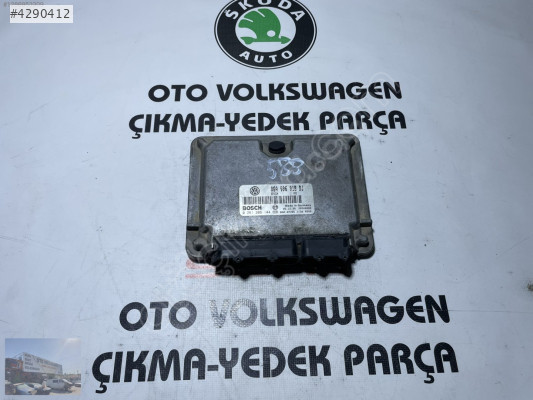 #4290412
ŠKODA
AUTO
OTO VOLKSWAGEN
ÇIKMA-YEDEK PARÇA
BOSCH
OTO VOLKSWAGEN
ÇIKMA-YEDEK PARÇA